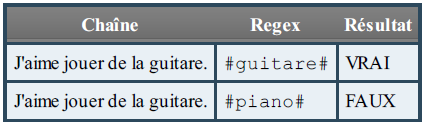 Chaîne Regex Résultat
J'aime jouer de la guitare. #guitare# VRAI
J'aime jouer de la guitare. #piano# FAUX